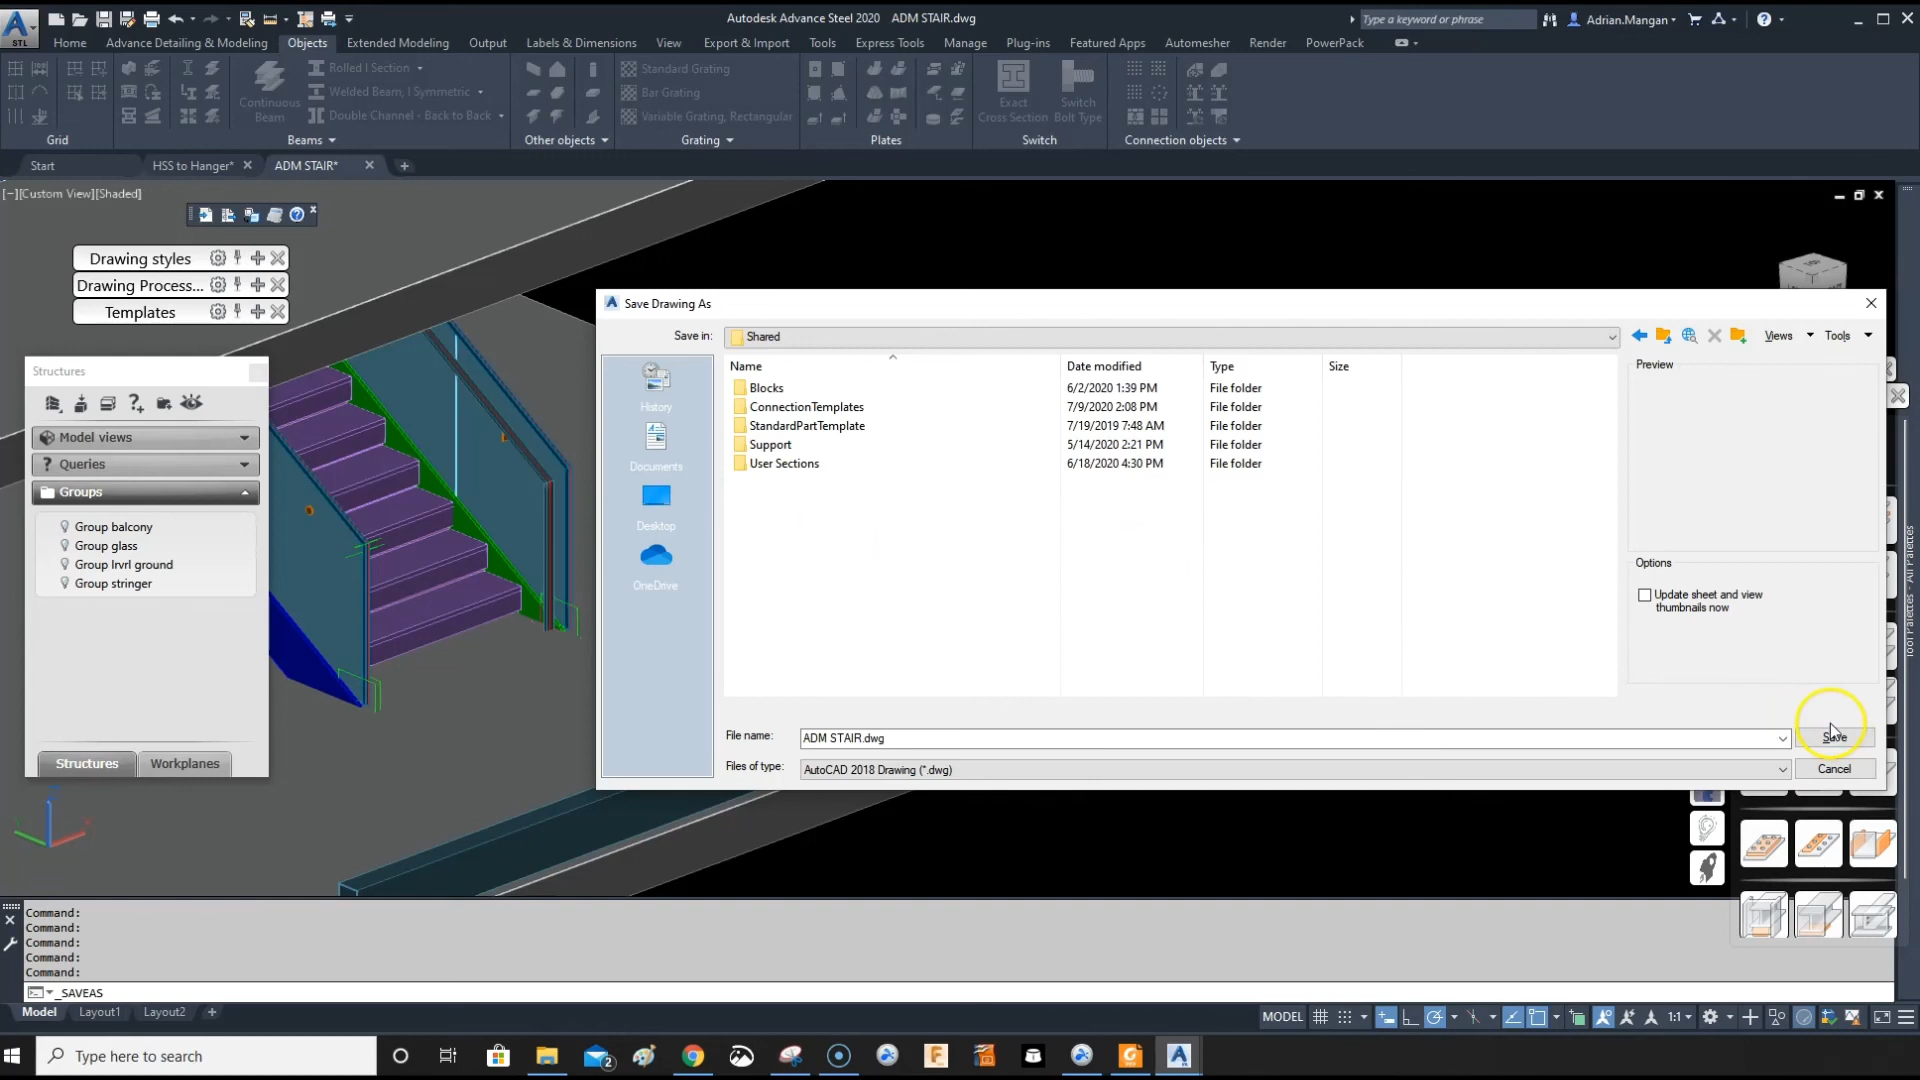 Autodesk Advance Steel 2020 ADM STAIR.dwg
Type a keyword or phrase
Adrian.Mangan
STL
Home Advance Detailing & Modeling Objects Extended Modeling Output Labels & Dimensions View Export & Import Tools Express Tools Manage Plug-ins Featured Apps Automesher Render PowerPack
Continuous
Beam
Rolled I Section
Welded Beam, I Symmetric
Double Channel - Back to Back
Standard Grating
Bar Grating
Variable Grating, Rectangular
Exact
Cross Section
Switch
Bolt Type
Grid Beams Other objects Grating Plates Switch Connection objects
Start HSS to Hanger* ADM STAIR*
[−][Custom View][Shaded]
Drawing styles
Drawing Process...
Templates
Structures
Model views
Queries
Groups
Group balcony
Group glass
Group lrvrl ground
Group stringer
Structures Workplanes
Save Drawing As
Save in: Shared
Views Tools
Name Date modified Type Size
Blocks 6/2/2020 1:39 PM File folder
ConnectionTemplates 7/9/2020 2:08 PM File folder
StandardPartTemplate 7/19/2019 7:48 AM File folder
Support 5/14/2020 2:21 PM File folder
User Sections 6/18/2020 4:30 PM File folder
History
Documents
Desktop
OneDrive
Preview
Options
Update sheet and view
thumbnails now
File name: ADM STAIR.dwg
Save
Files of type: AutoCAD 2018 Drawing (*.dwg)
Cancel
Tool Palettes - All Palettes
Command:
Command:
Command:
Command:
Command:
_SAVEAS
Model Layout1 Layout2
MODEL
1:1
Type here to search
2